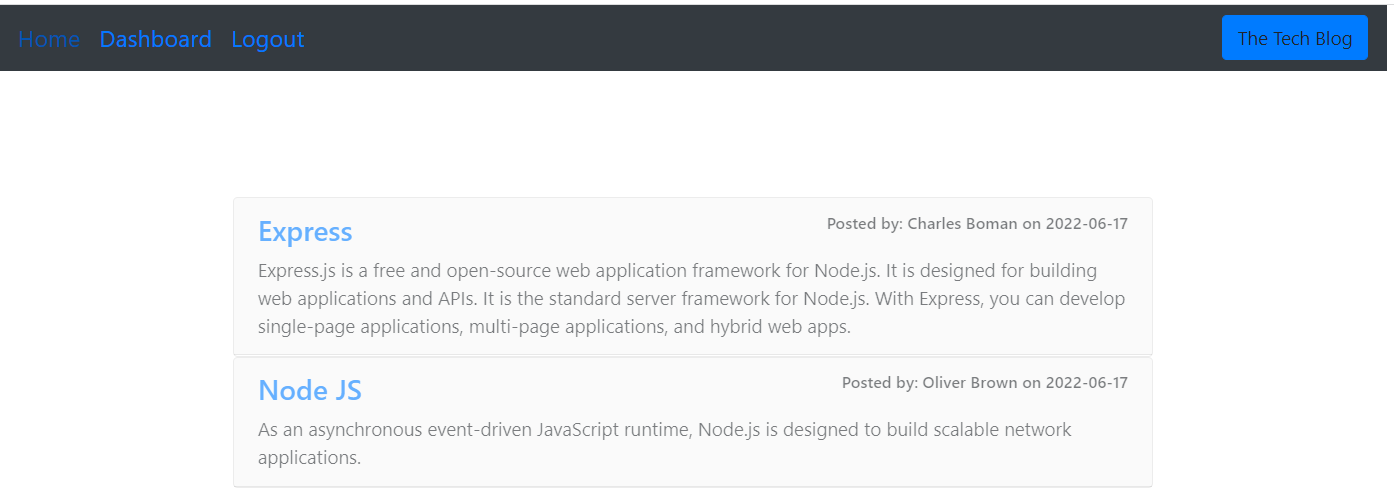 Home Dashboard Logout The Tech Blog
Express Posted by: Charles Boman on 2022-06-17
Express.js is a free and open-source web application framework for Node.js. It is designed for building
web applications and APIs. It is the standard server framework for Node.js. With Express, you can develop
single-page applications, multi-page applications, and hybrid web apps.
Node JS Posted by: Oliver Brown on 2022-06-17
As an asynchronous event-driven JavaScript runtime, Node.js is designed to build scalable network
applications.